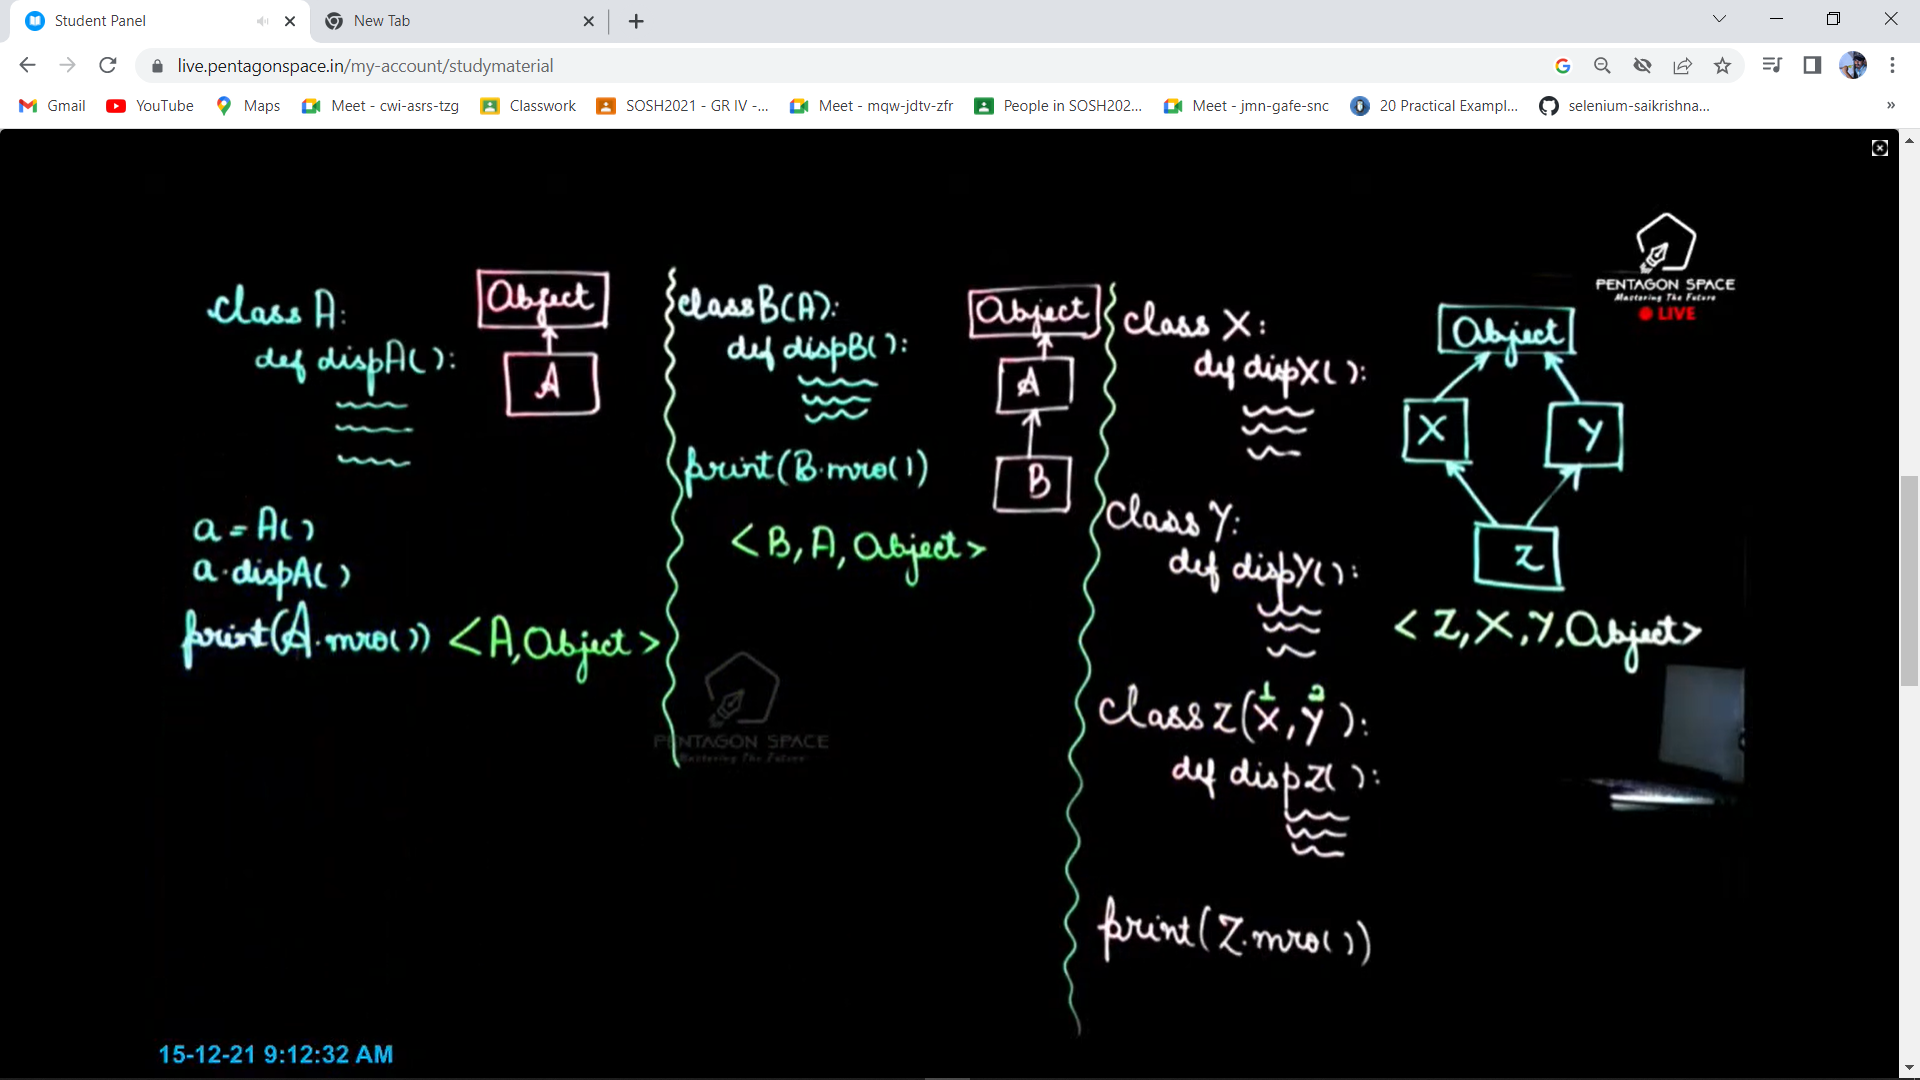 Student Panel
New Tab
live.pentagonspace.in/my-account/studymaterial
Gmail
YouTube
Maps
Meet - cwi-asrs-tzg
Classwork
SOSH2021 - GR IV -...
Meet - mqw-jdtv-zfr
People in SOSH202...
Meet - jmn-gafe-snc
20 Practical Exampl...
selenium-saikrishna...
»
PENTAGON SPACE
Mastering The Future
LIVE
class A:
def dispA():
Object
A
a = A()
a.dispA()
print(A.mro()) <A, Object>
class B(A):
def dispB():
Object
A
B
print(B.mro())
<B, A, Object>
PENTAGON SPACE
Mastering The Future
class X:
def dispX():
Object
X
Y
Z
class Y:
def dispY():
<Z, X, Y, Object>
1 2
class Z(X, Y):
def dispZ():
print(Z.mro())
15-12-21 9:12:32 AM